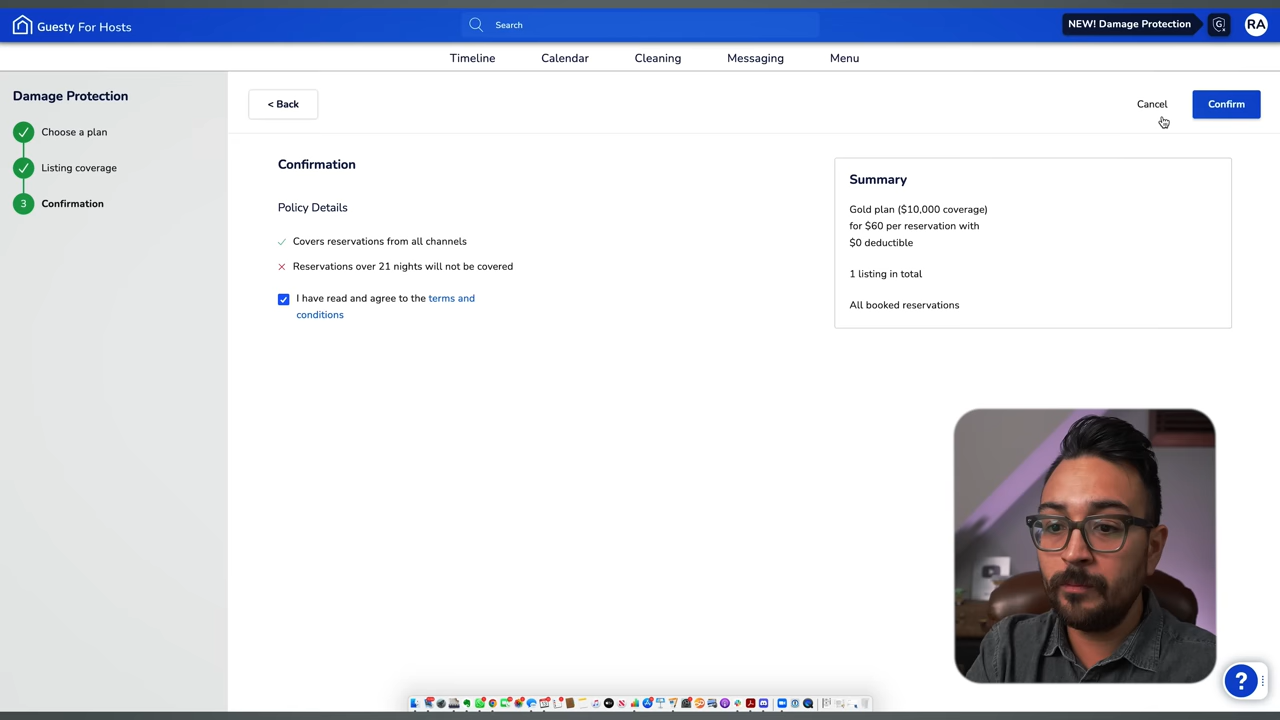 Guesty For Hosts
Search
NEW! Damage Protection
RA
Timeline
Calendar
Cleaning
Messaging
Menu
Damage Protection
Choose a plan
Listing coverage
3
Confirmation
< Back
Cancel
Confirm
Confirmation
Policy Details
Covers reservations from all channels
Reservations over 21 nights will not be covered
I have read and agree to the terms and
conditions
Summary
Gold plan ($10,000 coverage)
for $60 per reservation with
$0 deductible
1 listing in total
All booked reservations
?